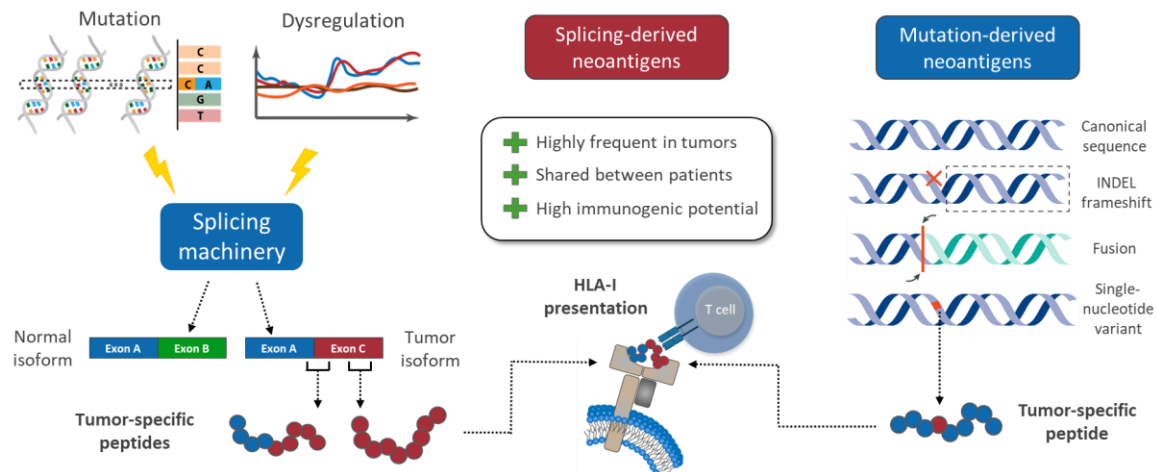 Mutation
Dysregulation
C
C
C A
G
T
Splicing
machinery
Normal
isoform
Exon A Exon B
Exon A Exon C
Tumor
isoform
Tumor-specific
peptides
Splicing-derived
neoantigens
Highly frequent in tumors
Shared between patients
High immunogenic potential
HLA-I
presentation
T cell
Mutation-derived
neoantigens
Canonical
sequence
INDEL
frameshift
Fusion
Single-
nucleotide
variant
Tumor-specific
peptide